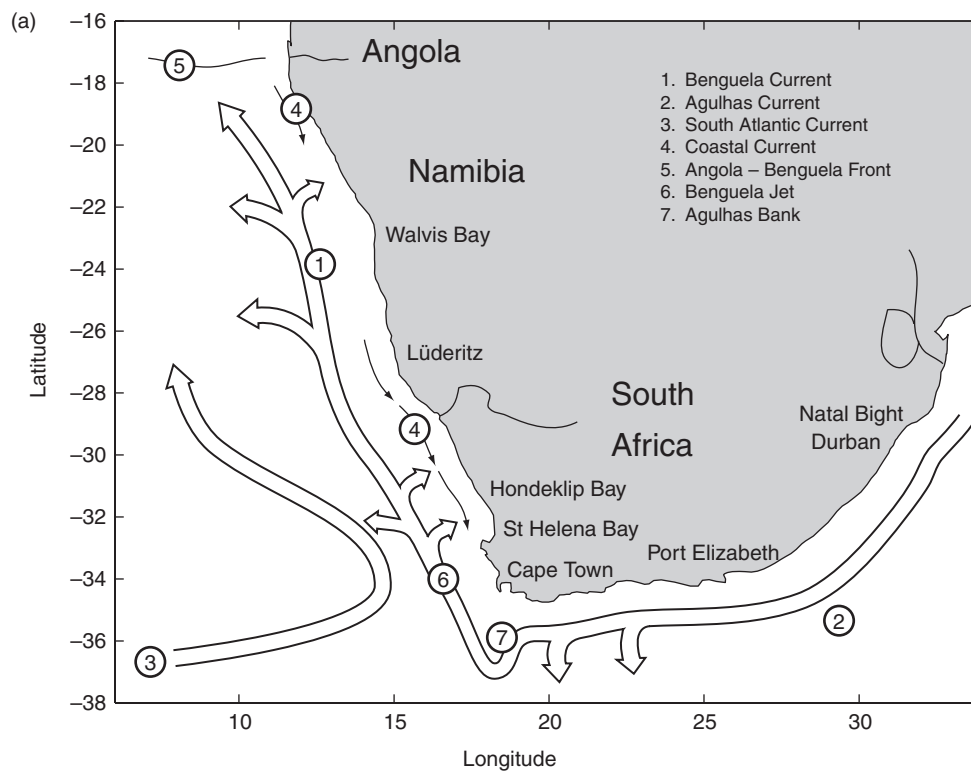 (a)
−16
−18
−20
−22
−24
−26
−28
−30
−32
−34
−36
−38
Latitude
10
15
20
25
30
Longitude
Angola
Namibia
Walvis Bay
Lüderitz
South
Africa
Natal Bight
Durban
Hondeklip Bay
St Helena Bay
Port Elizabeth
Cape Town
1. Benguela Current
2. Agulhas Current
3. South Atlantic Current
4. Coastal Current
5. Angola – Benguela Front
6. Benguela Jet
7. Agulhas Bank
5
4
1
4
6
7
2
3